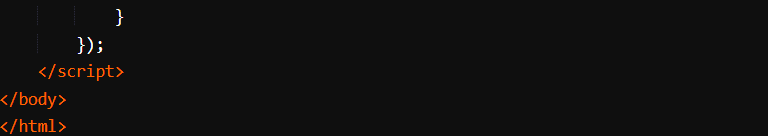 }
        });
    </script>
</body>
</html>